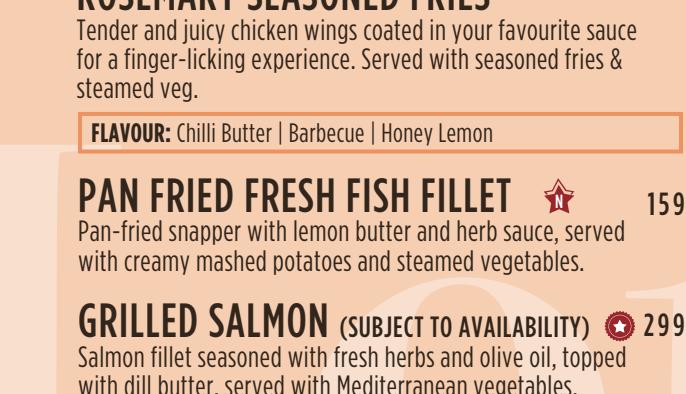 ROSEMARY SEASONED FRIES
Tender and juicy chicken wings coated in your favourite sauce
for a finger-licking experience. Served with seasoned fries &
steamed veg.
FLAVOUR: Chilli Butter | Barbecue | Honey Lemon
PAN FRIED FRESH FISH FILLET N 159
Pan-fried snapper with lemon butter and herb sauce, served
with creamy mashed potatoes and steamed vegetables.
GRILLED SALMON (SUBJECT TO AVAILABILITY) 299
Salmon fillet seasoned with fresh herbs and olive oil, topped
with dill butter, served with Mediterranean vegetables.